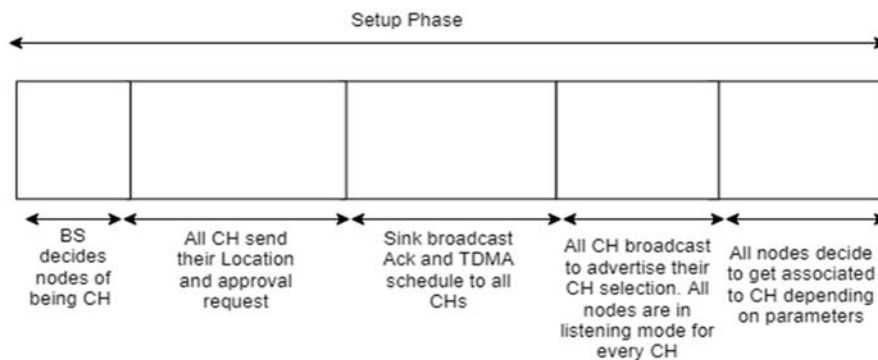 Setup Phase
BS
decides
nodes of
being CH
All CH send
their Location
and approval
request
Sink broadcast
Ack and TDMA
schedule to all
CHs
All CH broadcast
to advertise their
CH selection. All
nodes are in
listening mode for
every CH
All nodes decide
to get associated
to CH depending
on parameters